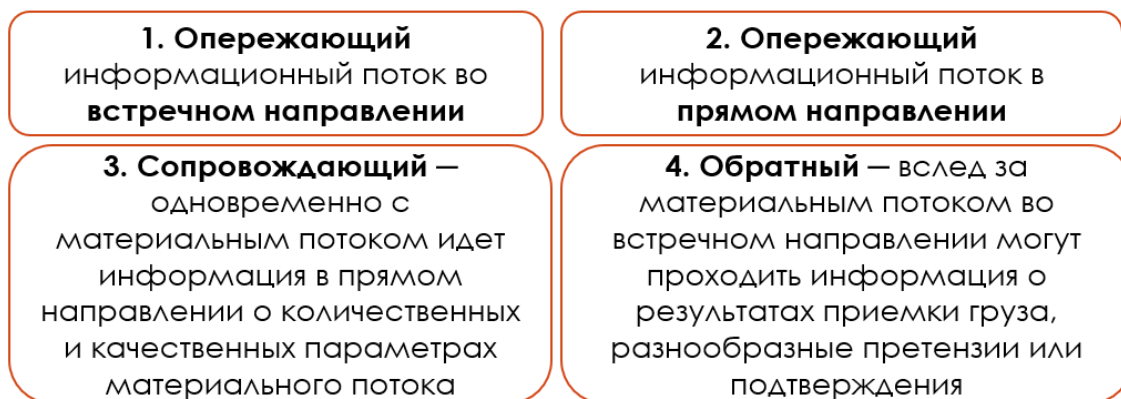 1. Опережающий
информационный поток во
встречном направлении
2. Опережающий
информационный поток в
прямом направлении
3. Сопровождающий —
одновременно с
материальным потоком идет
информация в прямом
направлении о количественных
и качественных параметрах
материального потока
4. Обратный — вслед за
материальным потоком во
встречном направлении могут
проходить информация о
результатах приемки груза,
разнообразные претензии или
подтверждения